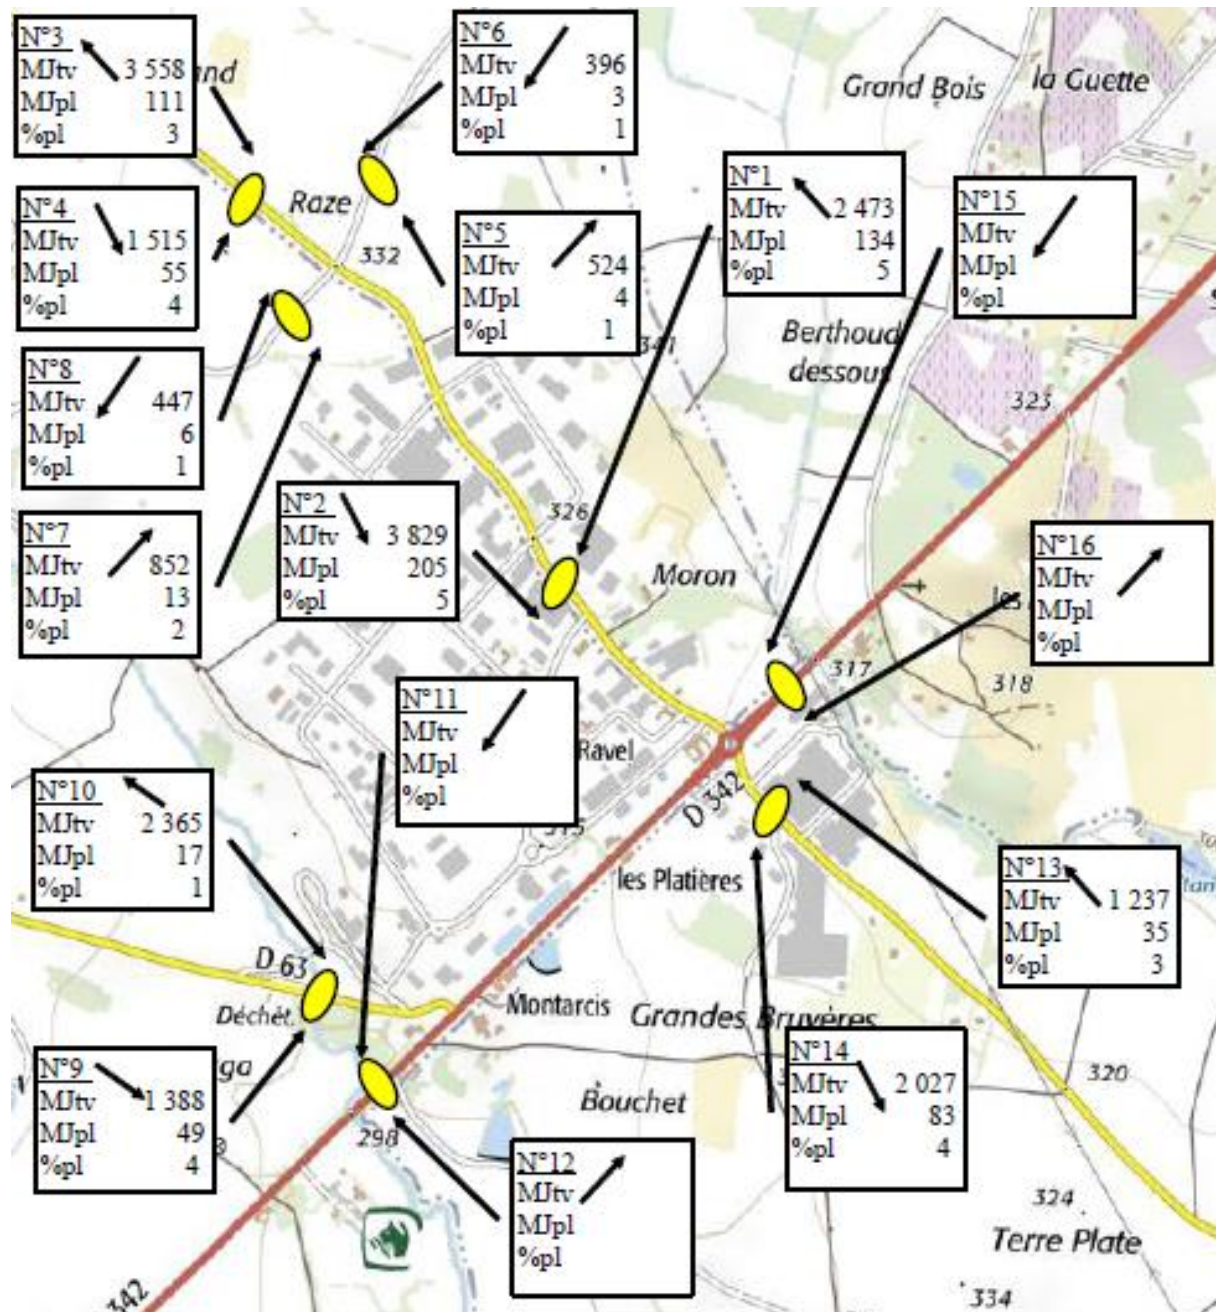 N°3
MJtv 3 558
MJpl 111
%pl 3
and
N°6
MJtv 396
MJpl 3
%pl 1
Grand Bois
la Guette
N°4
MJtv 1 515
MJpl 55
%pl 4
Raze
332
N°5
MJtv 524
MJpl 4
%pl 1
N°1
MJtv 2 473
MJpl 134
%pl 5
N°15
MJtv
MJpl
%pl
341
Berthoud
dessous
323
N°8
MJtv 447
MJpl 6
%pl 1
N°2
MJtv 3 829
MJpl 205
%pl 5
326
Moron
N°7
MJtv 852
MJpl 13
%pl 2
N°16
MJtv
MJpl
%pl
les
317
318
N°11
MJtv
MJpl
%pl
Ravel
D 342
315
les Platières
N°10
MJtv 2 365
MJpl 17
%pl 1
N°13
MJtv 1 237
MJpl 35
%pl 3
D 63
Déchèt.
Montarcis
Grandes Bruyères
N°9
MJtv 1 388
MJpl 49
%pl 4
ga
298
Bouchet
N°14
MJtv 2 027
MJpl 83
%pl 4
320
N°12
MJtv
MJpl
%pl
324
Terre Plate
342
334